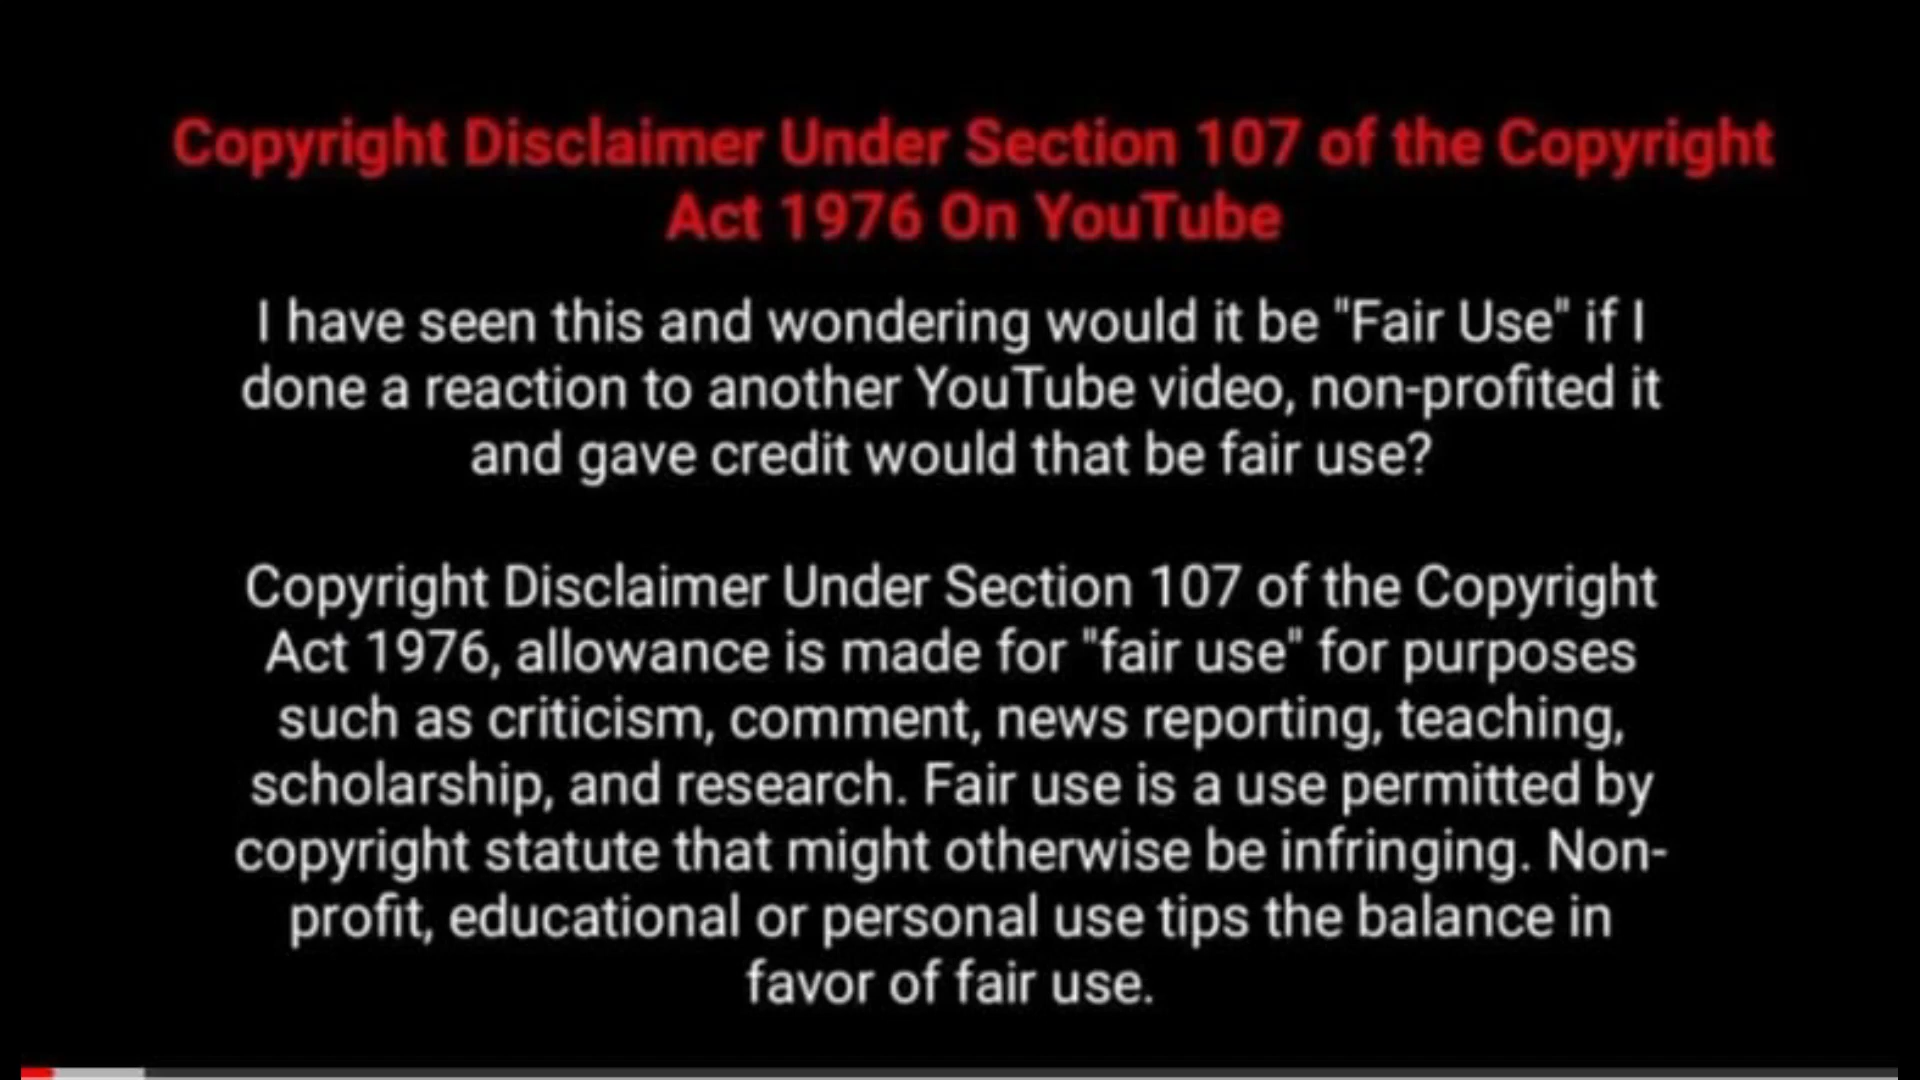 Copyright Disclaimer Under Section 107 of the Copyright
Act 1976 On YouTube
I have seen this and wondering would it be "Fair Use" if I
done a reaction to another YouTube video, non-profited it
and gave credit would that be fair use?
Copyright Disclaimer Under Section 107 of the Copyright
Act 1976, allowance is made for "fair use" for purposes
such as criticism, comment, news reporting, teaching,
scholarship, and research. Fair use is a use permitted by
copyright statute that might otherwise be infringing. Non-
profit, educational or personal use tips the balance in
favor of fair use.